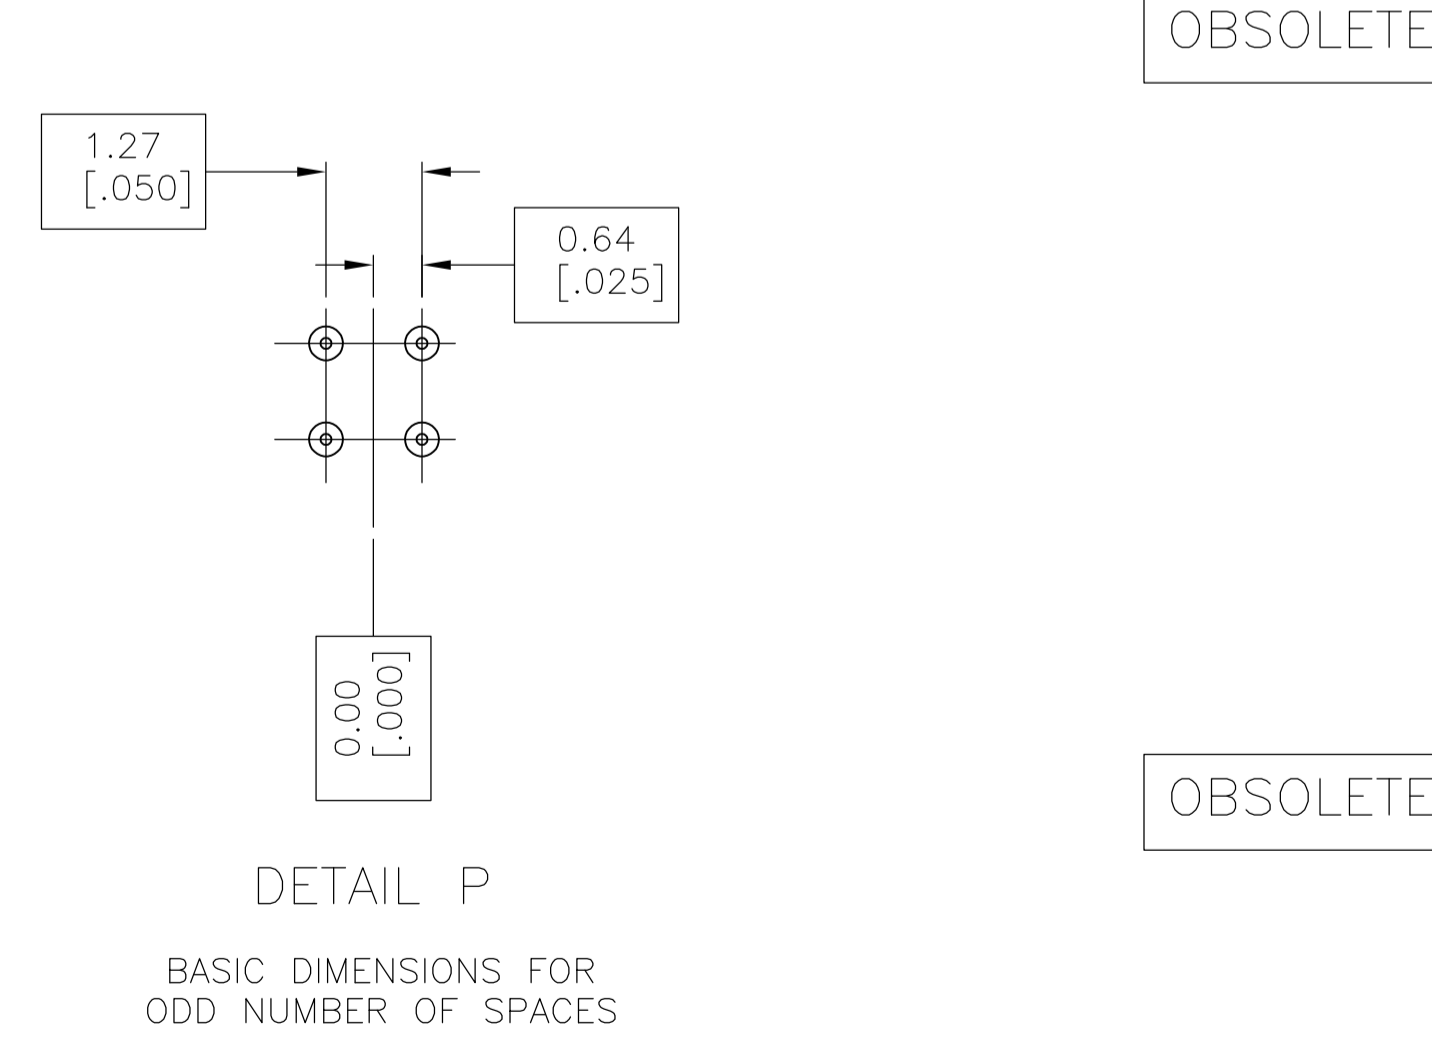 OBSOLETE
1.27
[.050]
0.64
[.025]
0.00
[.000]
OBSOLETE
DETAIL P
BASIC DIMENSIONS FOR
ODD NUMBER OF SPACES